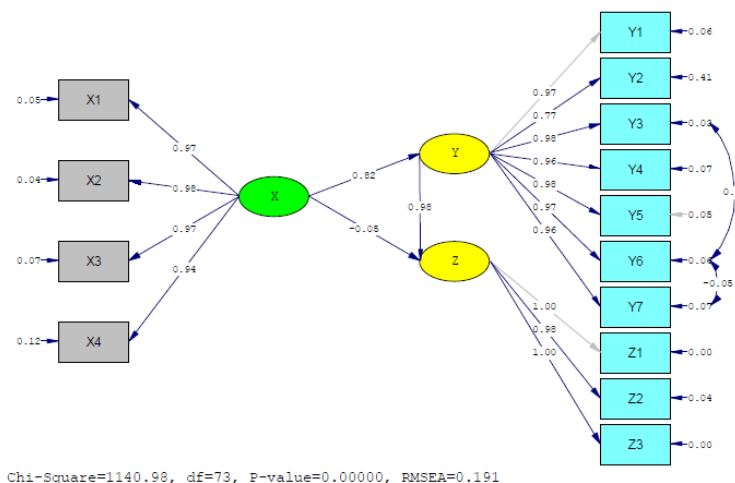 Y1
0.06
Y2
0.41
0.97
0.05
X1
0.77
Y3
0.03
0.98
0.97
Y
0.96
Y4
0.07
0.82
0.04
X2
0.98
X
0.98
0.98
Y5
0.05
0.97
-0.05
0.96
0.97
0.07
X3
Z
Y6
0.06
0.94
-0.05
Y7
0.07
1.00
0.12
X4
0.98
Z1
0.00
1.00
Z2
0.04
Z3
0.00
Chi-Square=1140.98, df=73, P-value=0.00000, RMSEA=0.191